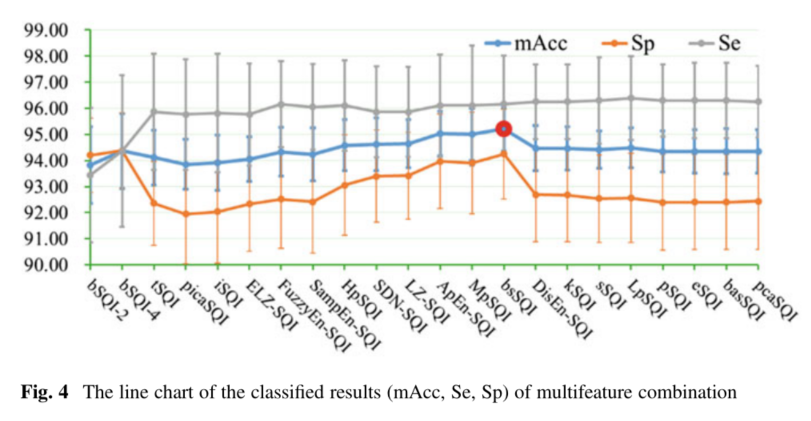 99.00
98.00
97.00
96.00
95.00
94.00
93.00
92.00
91.00
90.00
mAcc
Sp
Se
bSQI-2
bSQI-4
tSQI
picaSQI
iSQI
ELZ-SQI
FuzzyEn-SQI
SampEn-SQI
HpSQI
SDN-SQI
LZ-SQI
ApEn-SQI
MpSQI
bsSQI
DisEn-SQI
kSQI
sSQI
LpSQI
pSQI
cSQI
basSQI
pcaSQI
Fig. 4 The line chart of the classified results (mAcc, Se, Sp) of multifeature combination